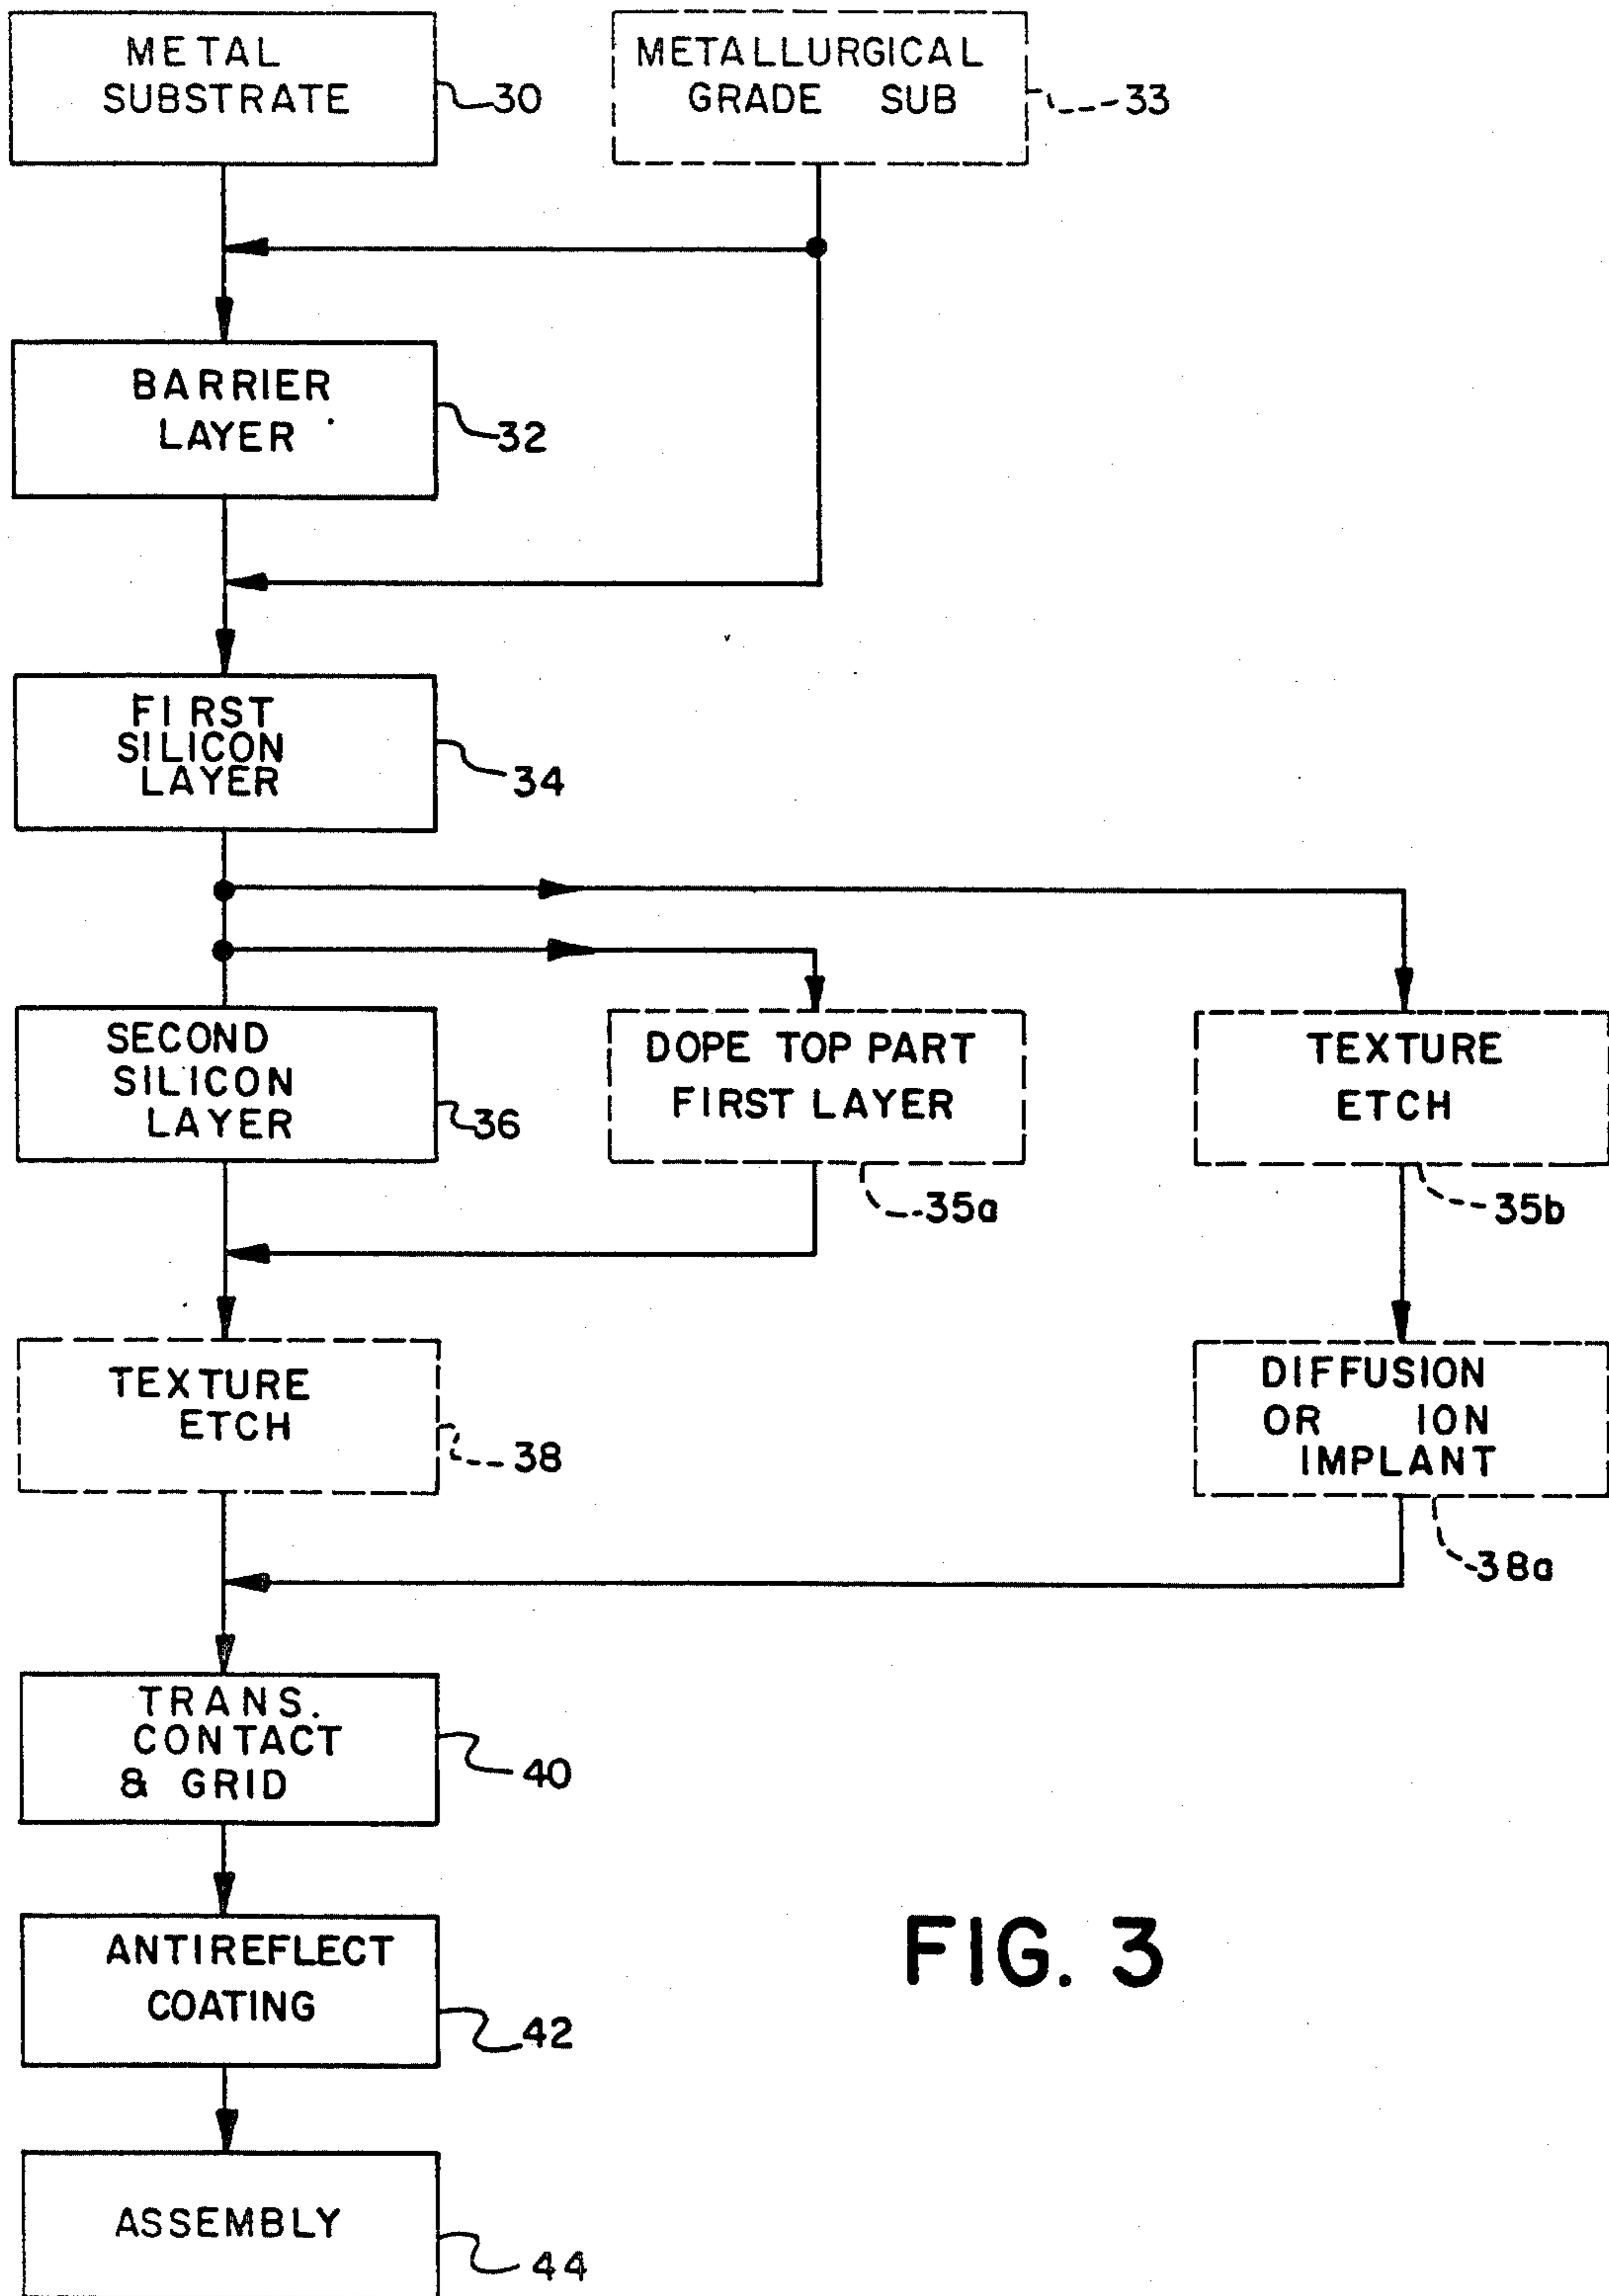 METAL
SUBSTRATE
30
METALLURGICAL
GRADE SUB
33
BARRIER
LAYER
32
FIRST
SILICON
LAYER
34
SECOND
SILICON
LAYER
36
DOPE TOP PART
FIRST LAYER
35a
TEXTURE
ETCH
35b
TEXTURE
ETCH
38
DIFFUSION
OR ION
IMPLANT
38a
TRANS.
CONTACT
& GRID
40
ANTIREFLECT
COATING
42
FIG. 3
ASSEMBLY
44